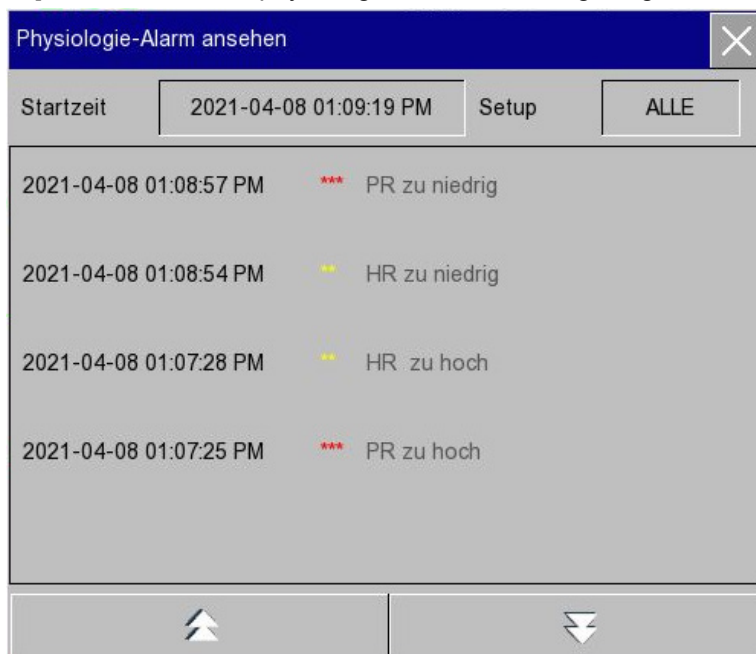 Physiologie-Alarm ansehen
Startzeit 2021-04-08 01:09:19 PM Setup ALLE
2021-04-08 01:08:57 PM *** PR zu niedrig
2021-04-08 01:08:54 PM ** HR zu niedrig
2021-04-08 01:07:28 PM ** HR zu hoch
2021-04-08 01:07:25 PM *** PR zu hoch